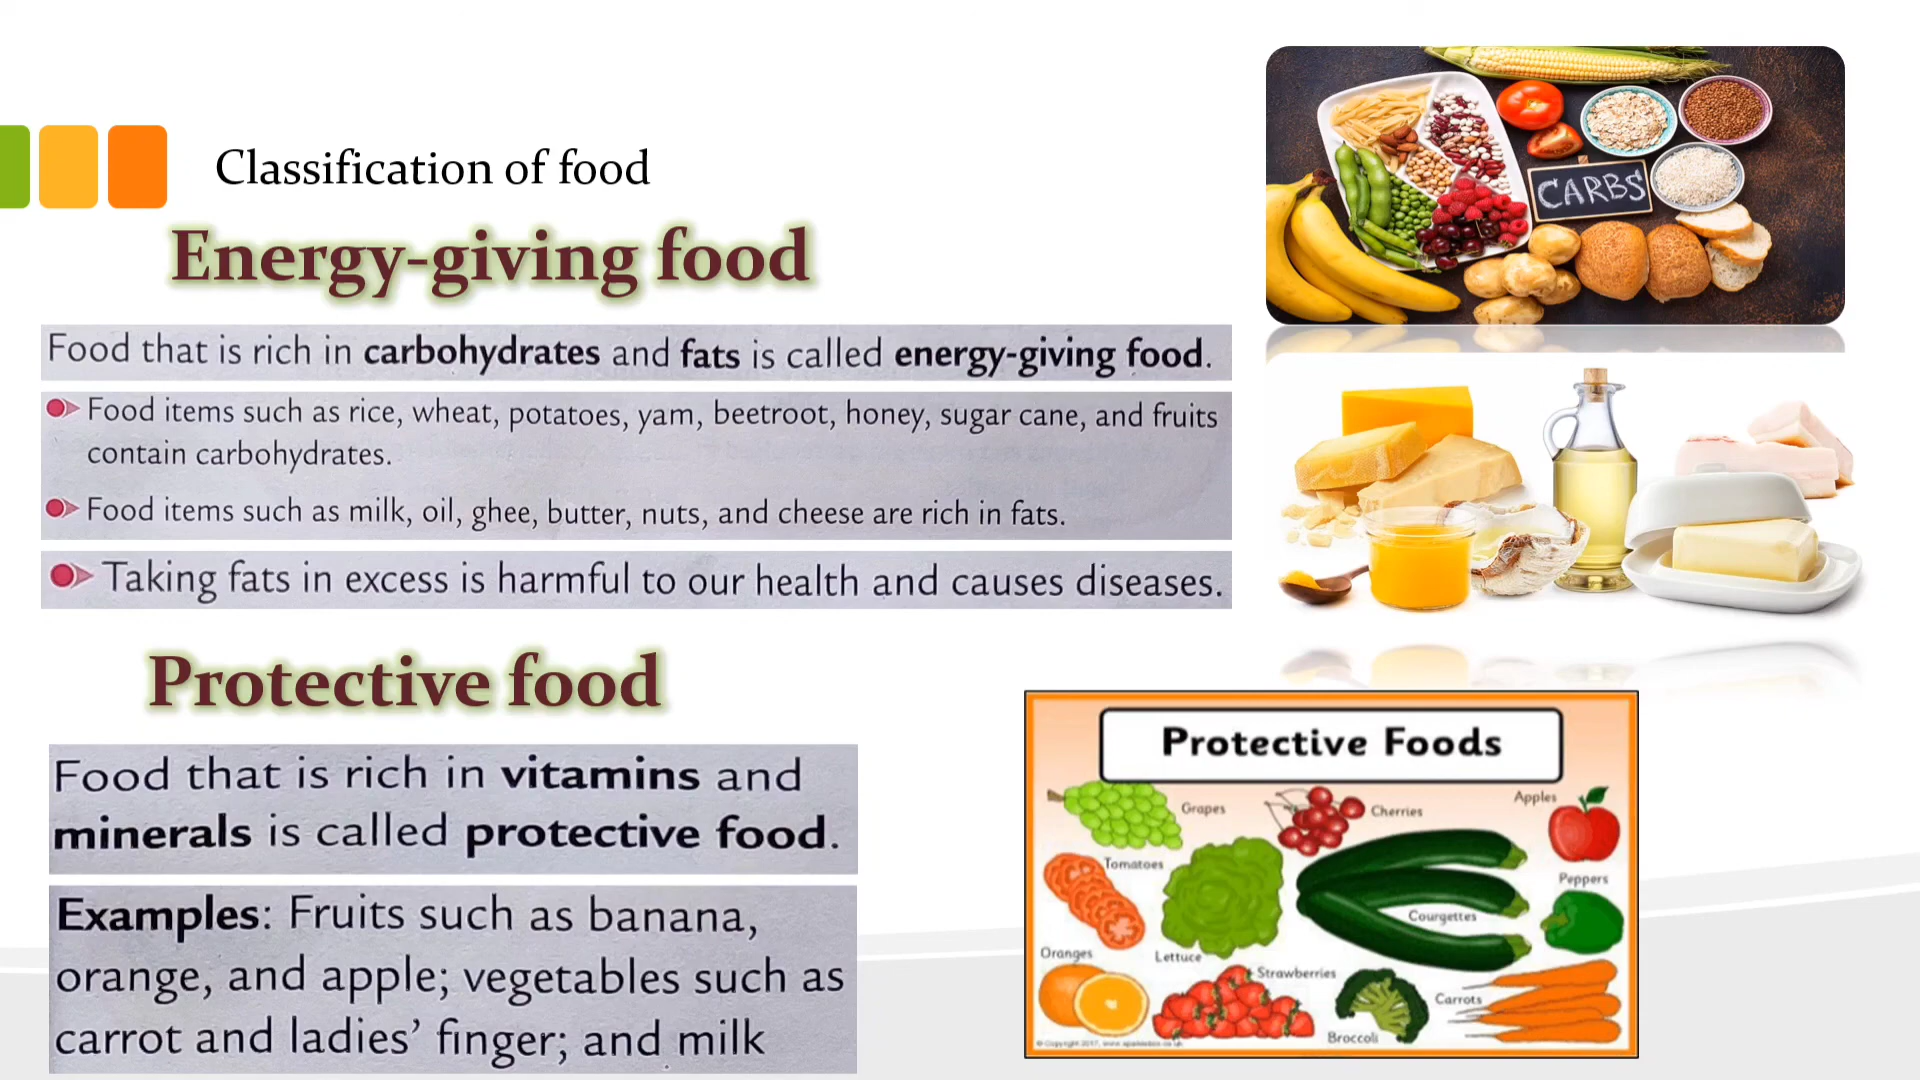 Classification of food
Energy-giving food
Food that is rich in carbohydrates and fats is called energy-giving food.
Food items such as rice, wheat, potatoes, yam, beetroot, honey, sugar cane, and fruits
contain carbohydrates.
Food items such as milk, oil, ghee, butter, nuts, and cheese are rich in fats.
Taking fats in excess is harmful to our health and causes diseases.
CARBS
Protective food
Food that is rich in vitamins and
minerals is called protective food.
Examples: Fruits such as banana,
orange, and apple; vegetables such as
carrot and ladies’ finger; and milk
Protective Foods
Grapes
Cherries
Apples
Tomatoes
Peppers
Courgettes
Oranges
Lettuce
Strawberries
Carrots
Broccoli